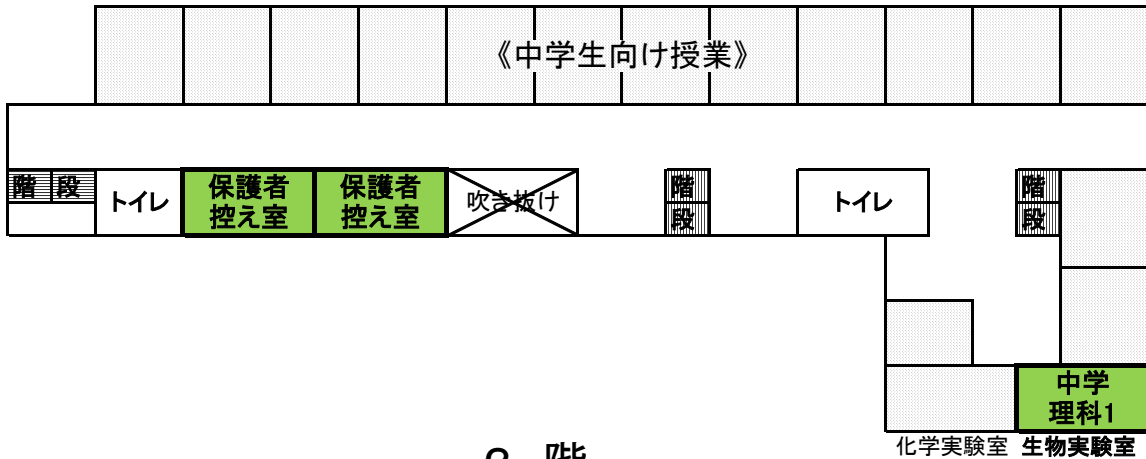 《中学生向け授業》
階 段
トイレ
保護者
控え室
保護者
控え室
吹き抜け
階
段
トイレ
階
段
中学
理科1
化学実験室 生物実験室
階